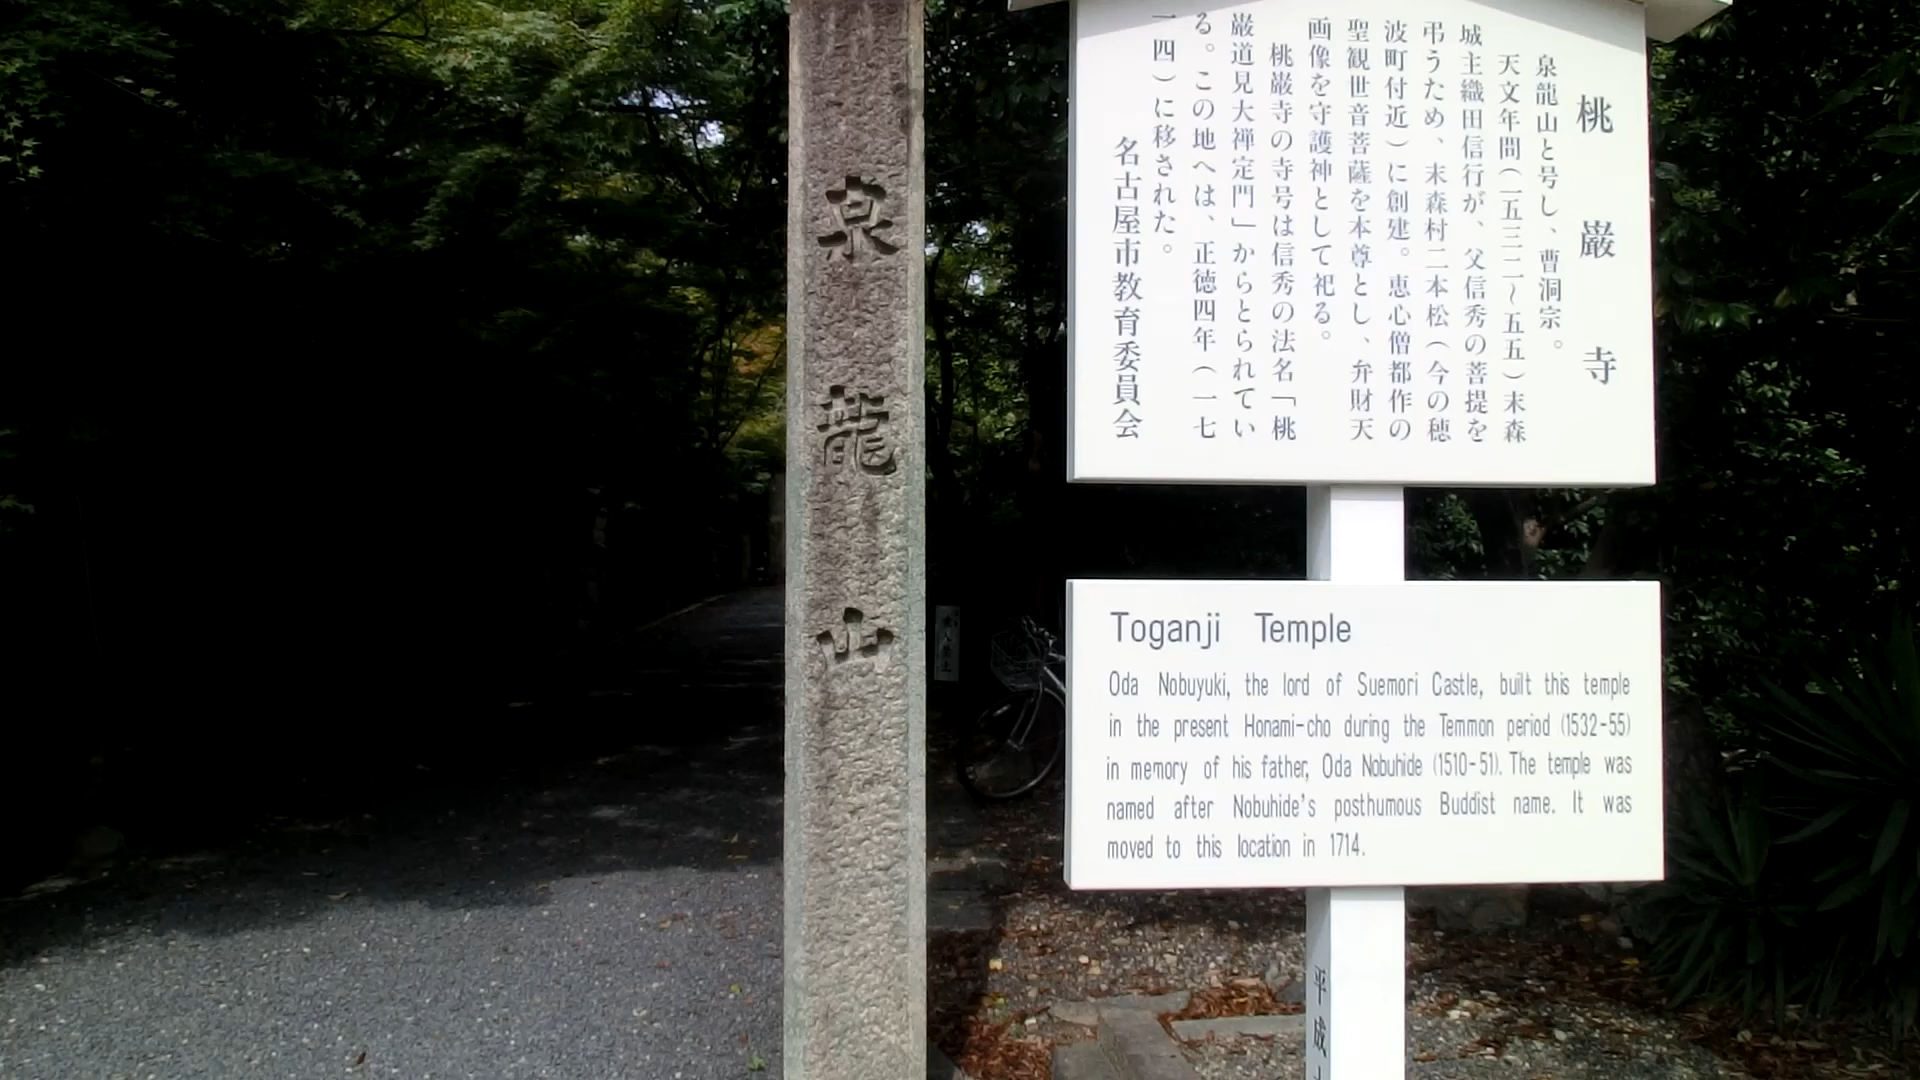 泉龍山
桃巌寺
泉龍山と号し、曹洞宗。
天文年間(一五三二~五五)末森
城主織田信行が、父信秀の菩提を
弔うため、末森村二本松(今の穂
波町付近)に創建。恵心僧都作の
聖観世音菩薩を本尊とし、弁財天
画像を守護神として祀る。
桃巌寺の寺号は信秀の法名「桃
巌道見大禅定門」からとられてい
る。この地へは、正徳四年(一七
一四)に移された。
名古屋市教育委員会
Toganji Temple
Oda Nobuyuki, the lord of Suemori Castle, built this temple
in the present Honami-cho during the Temmon period (1532-55)
in memory of his father, Oda Nobuhide (1510-51). The temple was
named after Nobuhide's posthumous Buddist name. It was
moved to this location in 1714.
平成